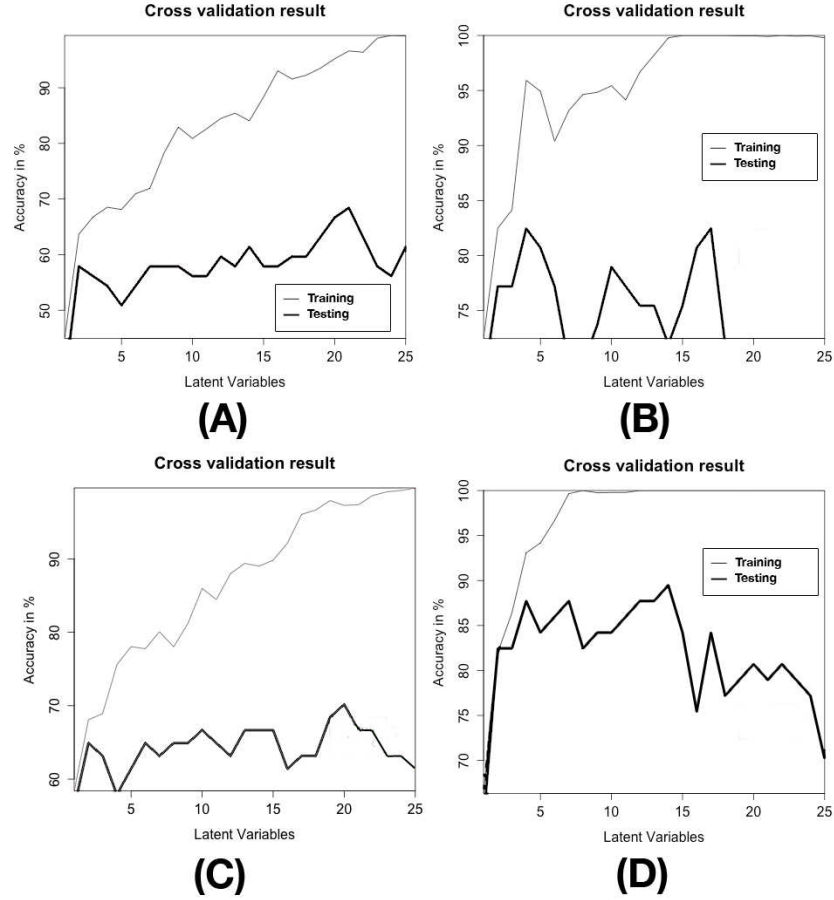 Cross validation result
Accuracy in %
90
80
70
60
50
Training
Testing
5 10 15 20 25
Latent Variables
(A)
Cross validation result
Accuracy in %
100
95
90
85
80
75
Training
Testing
5 10 15 20 25
Latent Variables
(B)
Cross validation result
Accuracy in %
90
80
70
60
5 10 15 20 25
Latent Variables
(C)
Cross validation result
Accuracy in %
100
95
90
85
80
75
70
Training
Testing
5 10 15 20 25
Latent Variables
(D)